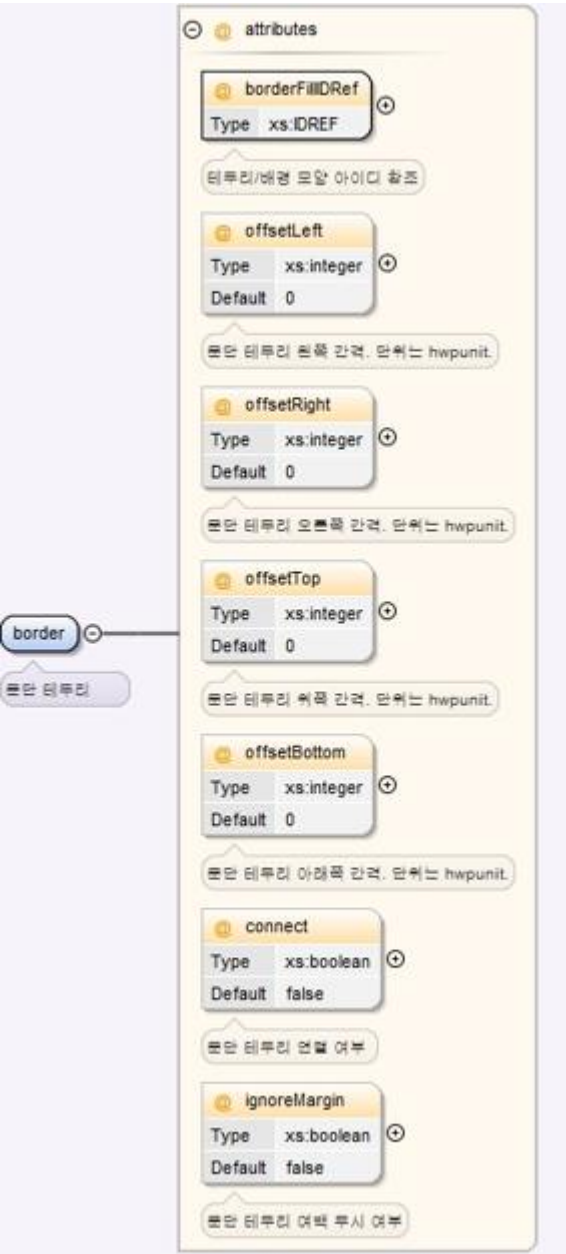 attributes
borderFillIDRef
Type xs:IDREF
테두리/배경 모양 아이디 참조
offsetLeft
Type xs:integer
Default 0
문단 테두리 왼쪽 간격. 단위는 hwpunit.
offsetRight
Type xs:integer
Default 0
문단 테두리 오른쪽 간격. 단위는 hwpunit.
offsetTop
Type xs:integer
Default 0
문단 테두리 위쪽 간격. 단위는 hwpunit.
border
문단 테두리
offsetBottom
Type xs:integer
Default 0
문단 테두리 아래쪽 간격. 단위는 hwpunit.
connect
Type xs:boolean
Default false
문단 테두리 연결 여부
ignoreMargin
Type xs:boolean
Default false
문단 테두리 여백 무시 여부